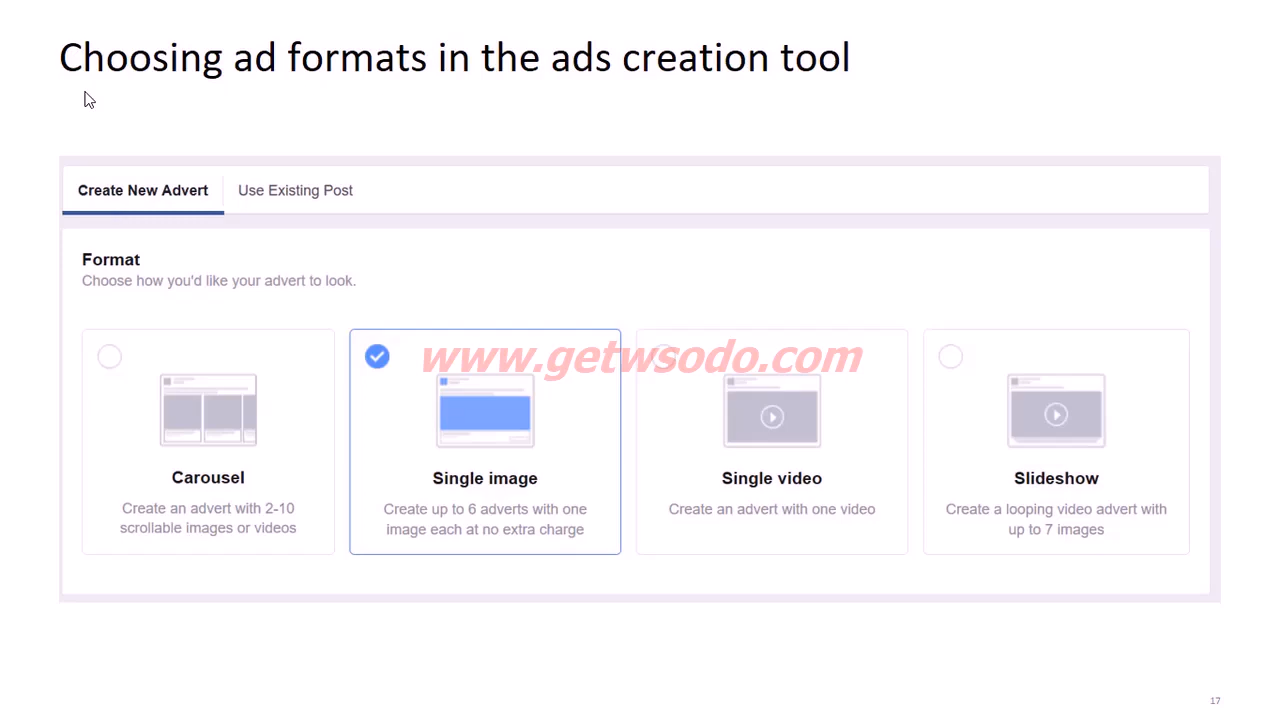 Choosing ad formats in the ads creation tool
Create New Advert
Use Existing Post
Format
Choose how you'd like your advert to look.
www.getwsodo.com
Carousel
Create an advert with 2-10
scrollable images or videos
Single image
Create up to 6 adverts with one
image each at no extra charge
Single video
Create an advert with one video
Slideshow
Create a looping video advert with
up to 7 images
17